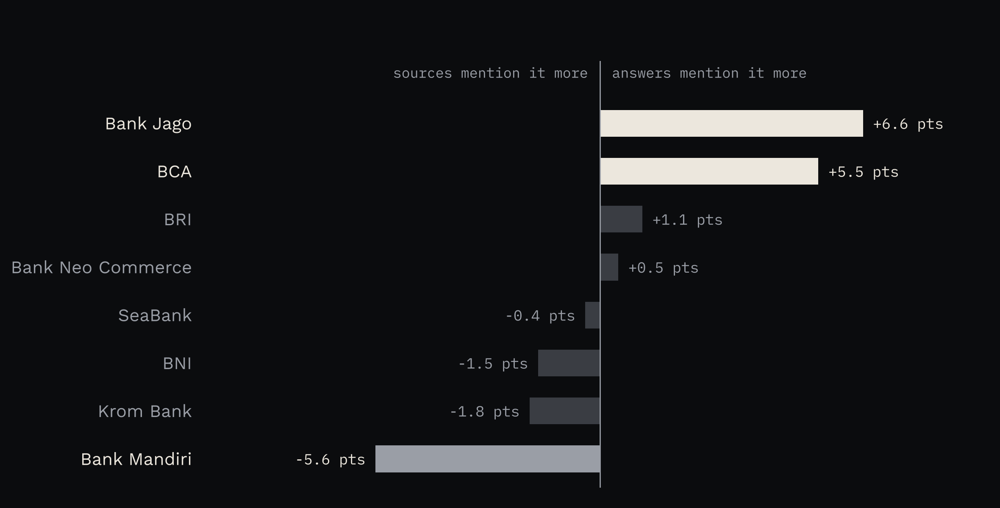 sources mention it more
answers mention it more
Bank Jago
+6.6 pts
BCA
+5.5 pts
BRI
+1.1 pts
Bank Neo Commerce
+0.5 pts
SeaBank
-0.4 pts
BNI
-1.5 pts
Krom Bank
-1.8 pts
Bank Mandiri
-5.6 pts